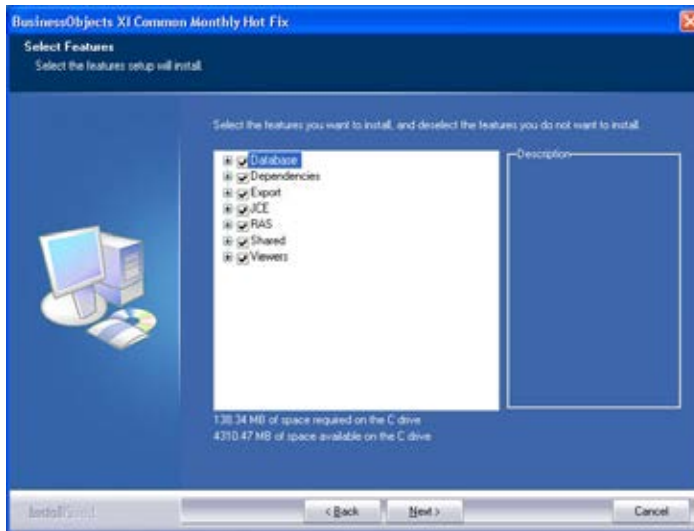 BusinessObjects XI Common Monthly Hot Fix
Select Features
Select the features setup will install.
Select the features you want to install, and deselect the features you do not want to install.
Database
Dependencies
Export
JCE
RAS
Shared
Viewers
Description
138.34 MB of space required on the C drive
4310.47 MB of space available on the C drive
InstallShield
< Back
Next >
Cancel